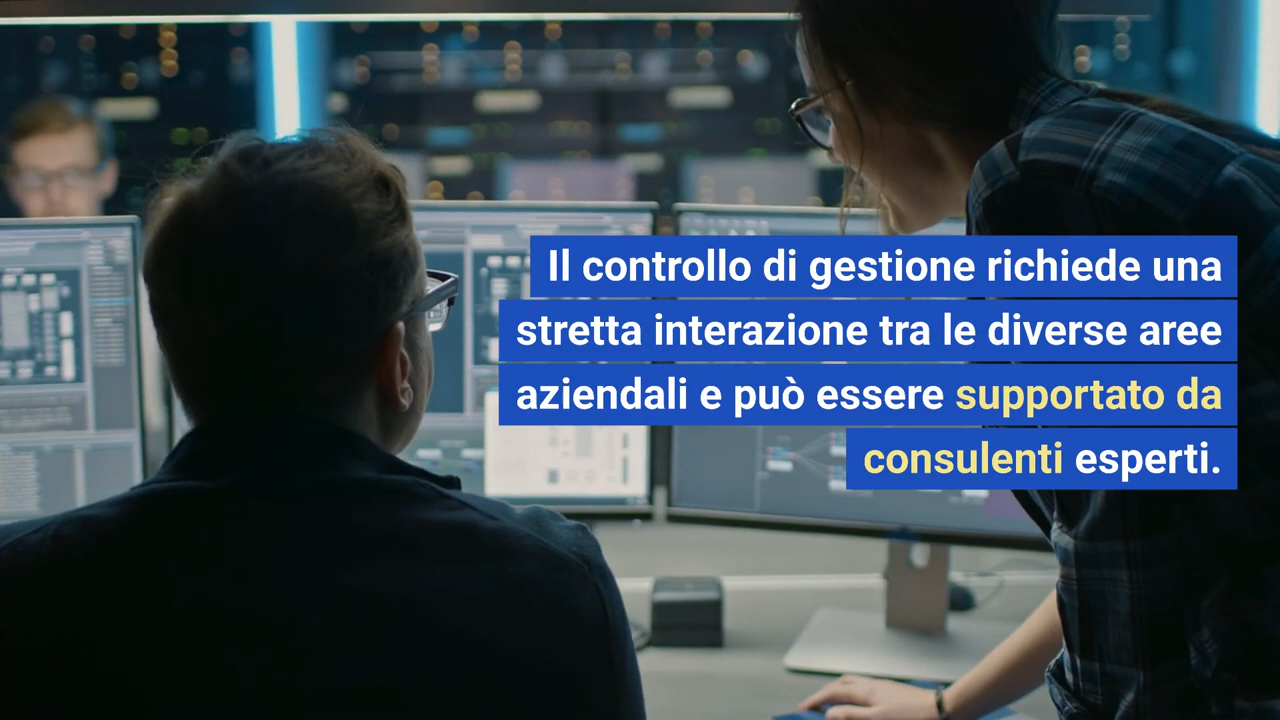 Il controllo di gestione richiede una
stretta interazione tra le diverse aree
aziendali e può essere supportato da
consulenti esperti.